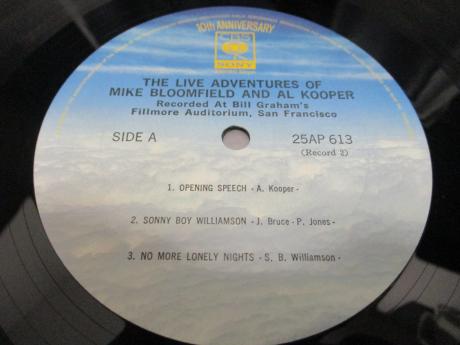 10th ANNIVERSARY
CBS
SONY
THE LIVE ADVENTURES OF
MIKE BLOOMFIELD AND AL KOOPER
Recorded At Bill Graham's
Fillmore Auditorium, San Francisco
SIDE A
25AP 613
(Record 2)
1. OPENING SPEECH - A. Kooper -
2. SONNY BOY WILLIAMSON - J. Bruce - P. Jones -
3. NO MORE LONELY NIGHTS - S. B. Williamson -